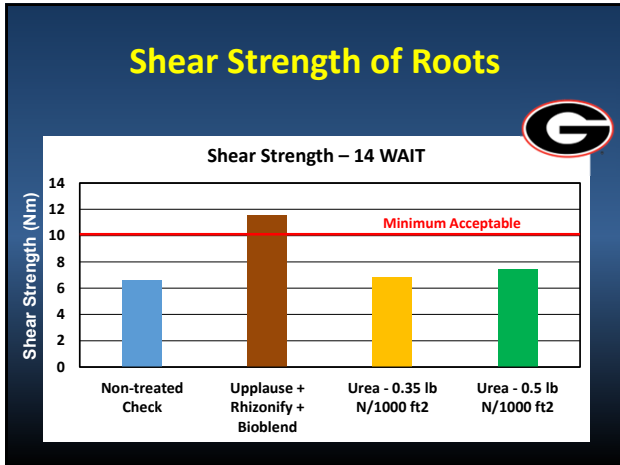 Shear Strength of Roots
G
Shear Strength – 14 WAIT
Shear Strength (Nm)
14
12
10
8
6
4
2
0
Minimum Acceptable
Non-treated
Check
Upplause +
Rhizonify +
Bioblend
Urea - 0.35 lb
N/1000 ft2
Urea - 0.5 lb
N/1000 ft2